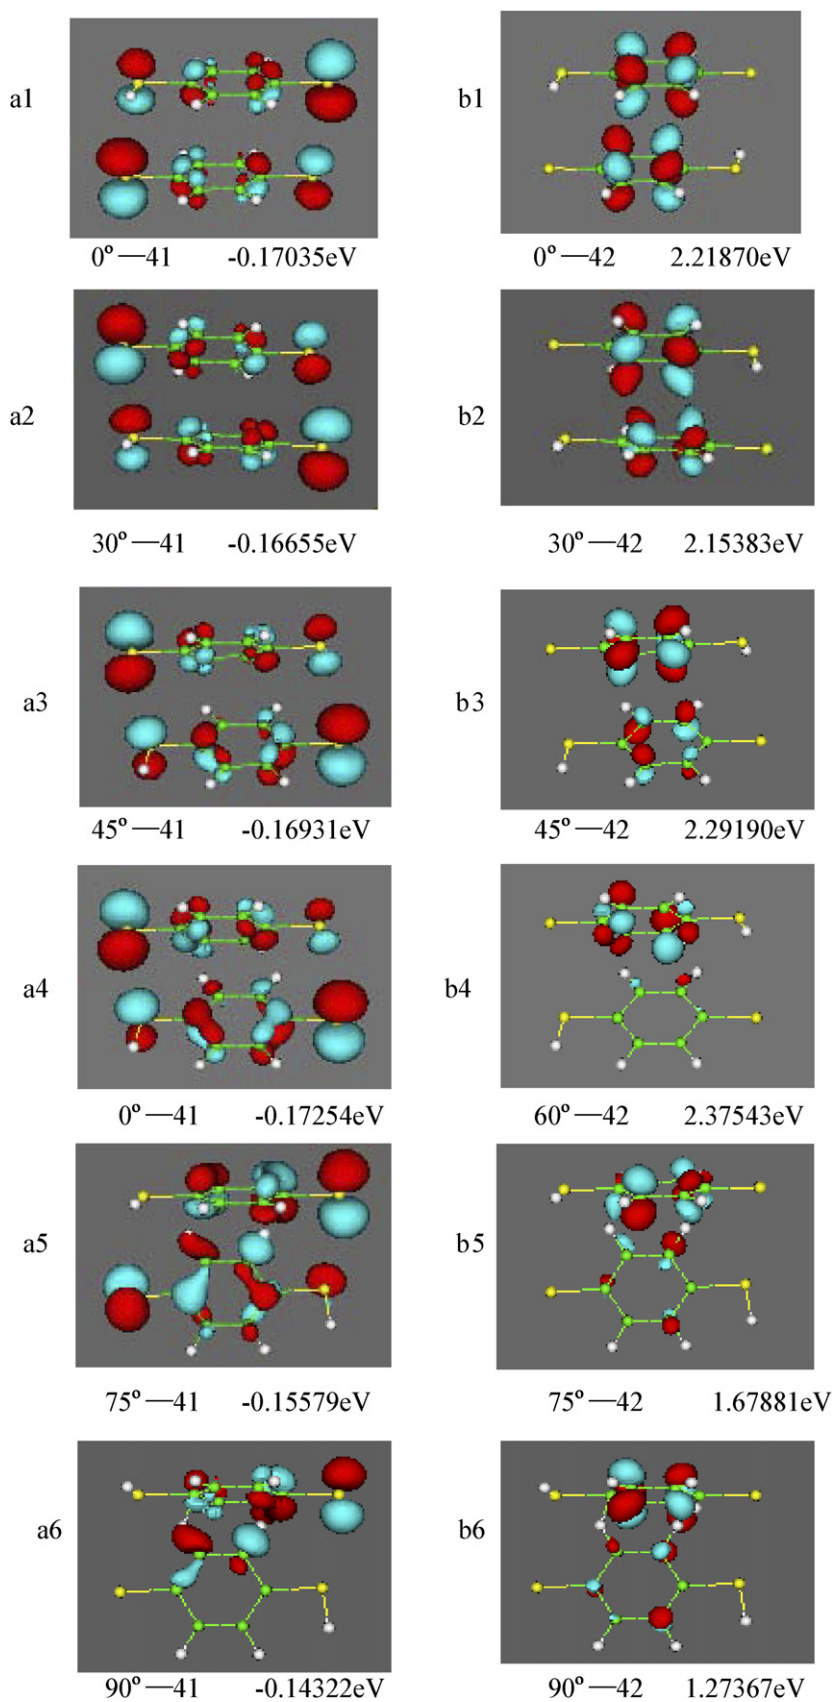 a1
b1
0º —41 -0.17035eV
0º —42 2.21870eV
a2
b2
30º —41 -0.16655eV
30º —42 2.15383eV
a3
b3
45º —41 -0.16931eV
45º —42 2.29190eV
a4
b4
0º —41 -0.17254eV
60º —42 2.37543eV
a5
b5
75º —41 -0.15579eV
75º —42 1.67881eV
a6
b6
90º —41 -0.14322eV
90º —42 1.27367eV